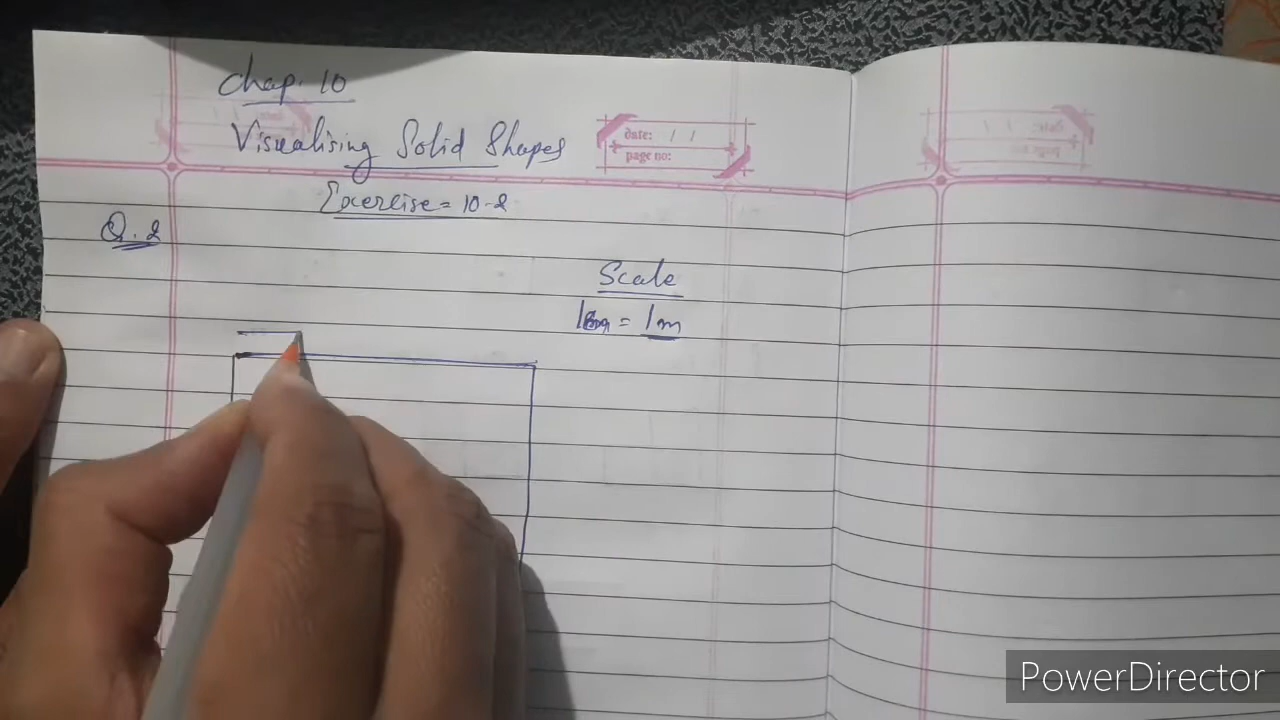 Chap. 10
Visualising Solid Shapes
date: / /
page no:
Exercise = 10.2
Q.2
Scale
1cm = 1m
PowerDirector